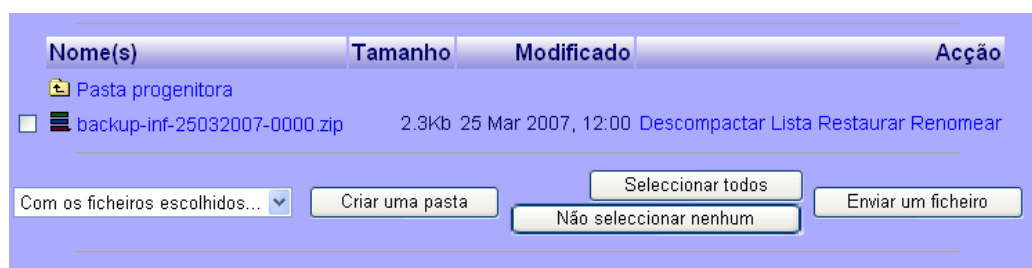 Nome(s) Tamanho Modificado Acção
Pasta progenitora
backup-inf-25032007-0000.zip 2.3Kb 25 Mar 2007, 12:00 Descompactar Lista Restaurar Renomear
Com os ficheiros escolhidos... Criar uma pasta Seleccionar todos Enviar um ficheiro
Não seleccionar nenhum